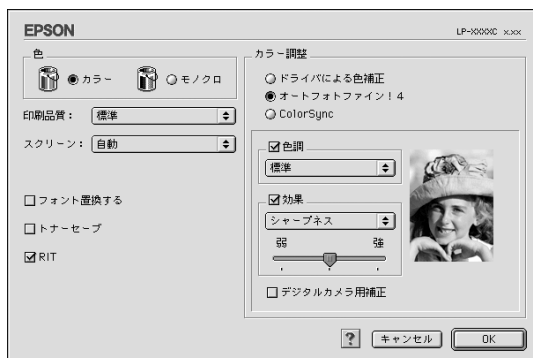 EPSON
LP-XXXXC x.xx
色
カラー
モノクロ
印刷品質：
標準
スクリーン：
自動
フォント置換する
トナーセーブ
RIT
カラー調整
ドライバによる色補正
オートフォトファイン！4
ColorSync
色調
標準
効果
シャープネス
弱
強
デジタルカメラ用補正
?
キャンセル
OK